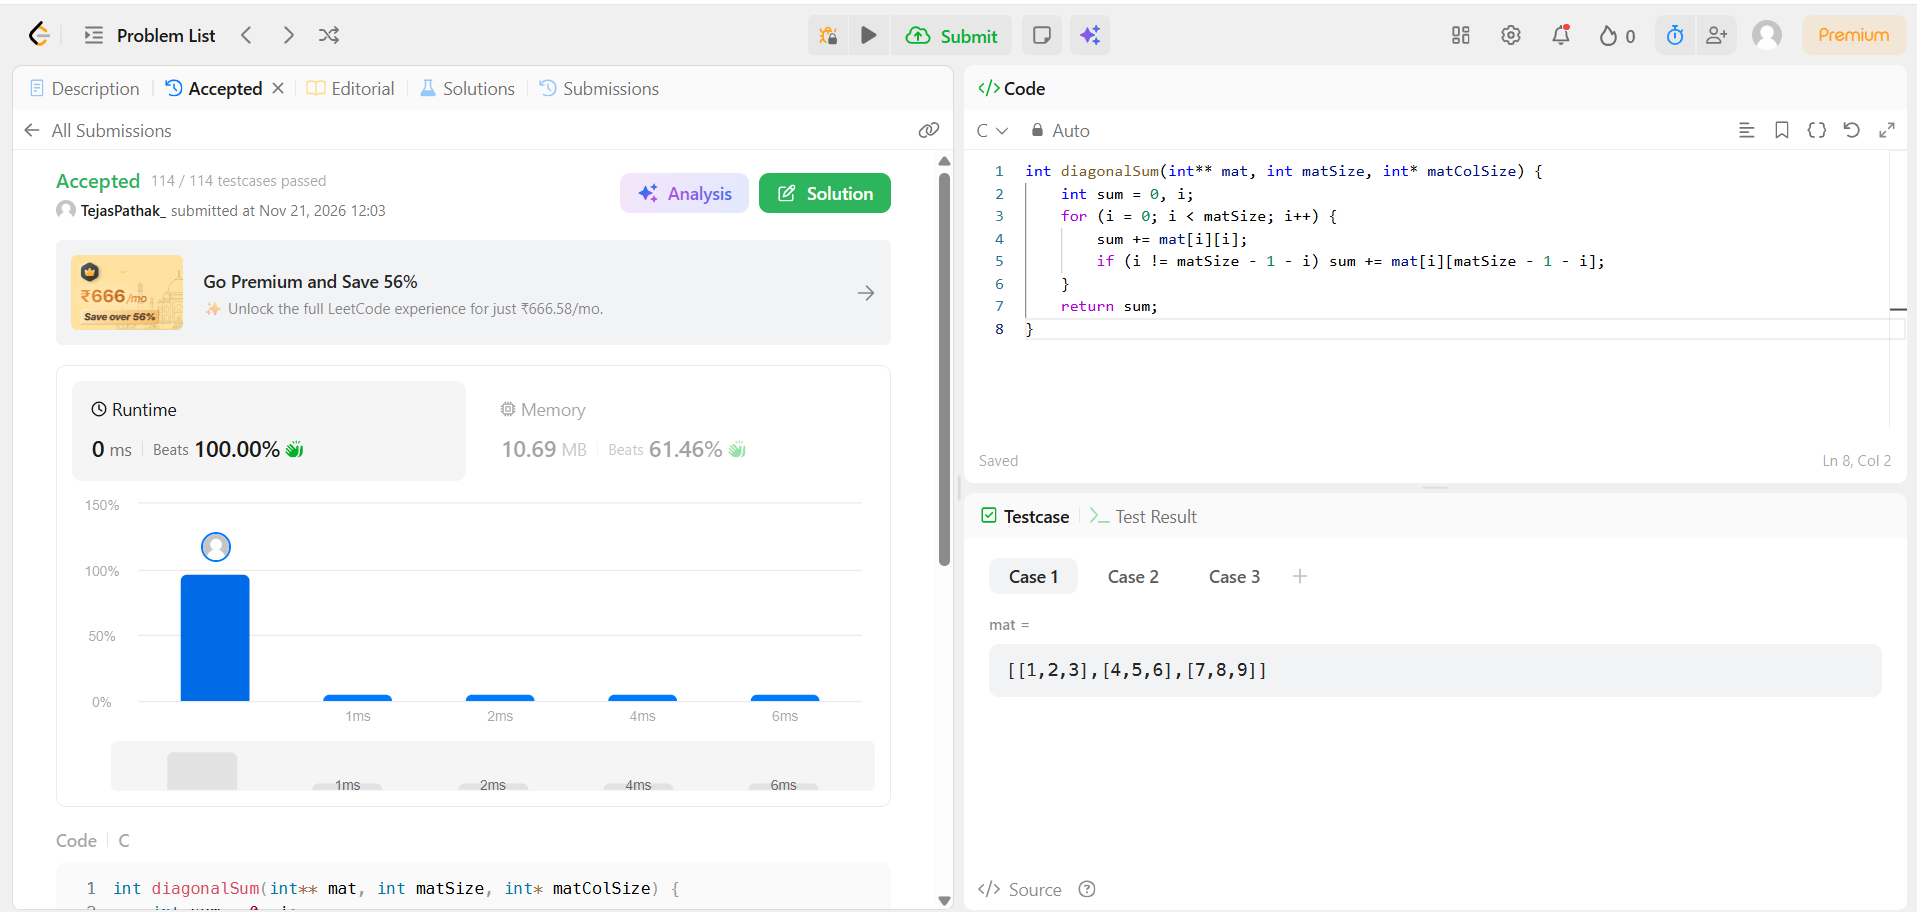 Problem List
Submit
0
Premium
Description
Accepted
Editorial
Solutions
Submissions
All Submissions
Accepted 114 / 114 testcases passed
TejasPathak_ submitted at Nov 21, 2026 12:03
Analysis
Solution
₹666/mo
Save over 56%
Go Premium and Save 56%
✨ Unlock the full LeetCode experience for just ₹666.58/mo.
Runtime
0 ms Beats 100.00%
Memory
10.69 MB Beats 61.46%
150%
100%
50%
0%
1ms 2ms 4ms 6ms
1ms 2ms 4ms 6ms
Code C
1 int diagonalSum(int** mat, int matSize, int* matColSize) {
</> Code
C Auto
1 int diagonalSum(int** mat, int matSize, int* matColSize) {
2 int sum = 0, i;
3 for (i = 0; i < matSize; i++) {
4 sum += mat[i][i];
5 if (i != matSize - 1 - i) sum += mat[i][matSize - 1 - i];
6 }
7 return sum;
8 }
Saved
Ln 8, Col 2
Testcase
Test Result
Case 1 Case 2 Case 3 +
mat =
[[1,2,3],[4,5,6],[7,8,9]]
</> Source